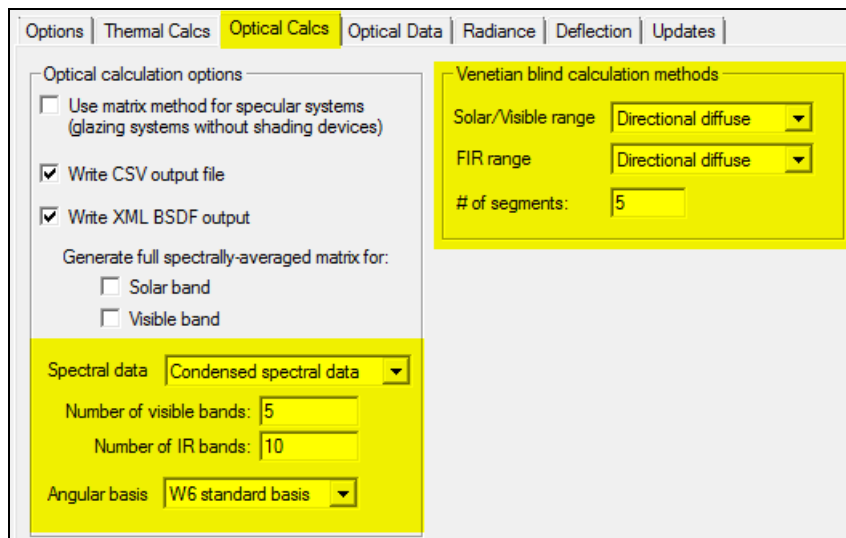 Options Thermal Calcs Optical Calcs Optical Data Radiance Deflection Updates
Optical calculation options
Use matrix method for specular systems
(glazing systems without shading devices)
Write CSV output file
Write XML BSDF output
Generate full spectrally-averaged matrix for:
Solar band
Visible band
Spectral data Condensed spectral data
Number of visible bands: 5
Number of IR bands: 10
Angular basis W6 standard basis
Venetian blind calculation methods
Solar/Visible range Directional diffuse
FIR range Directional diffuse
# of segments: 5